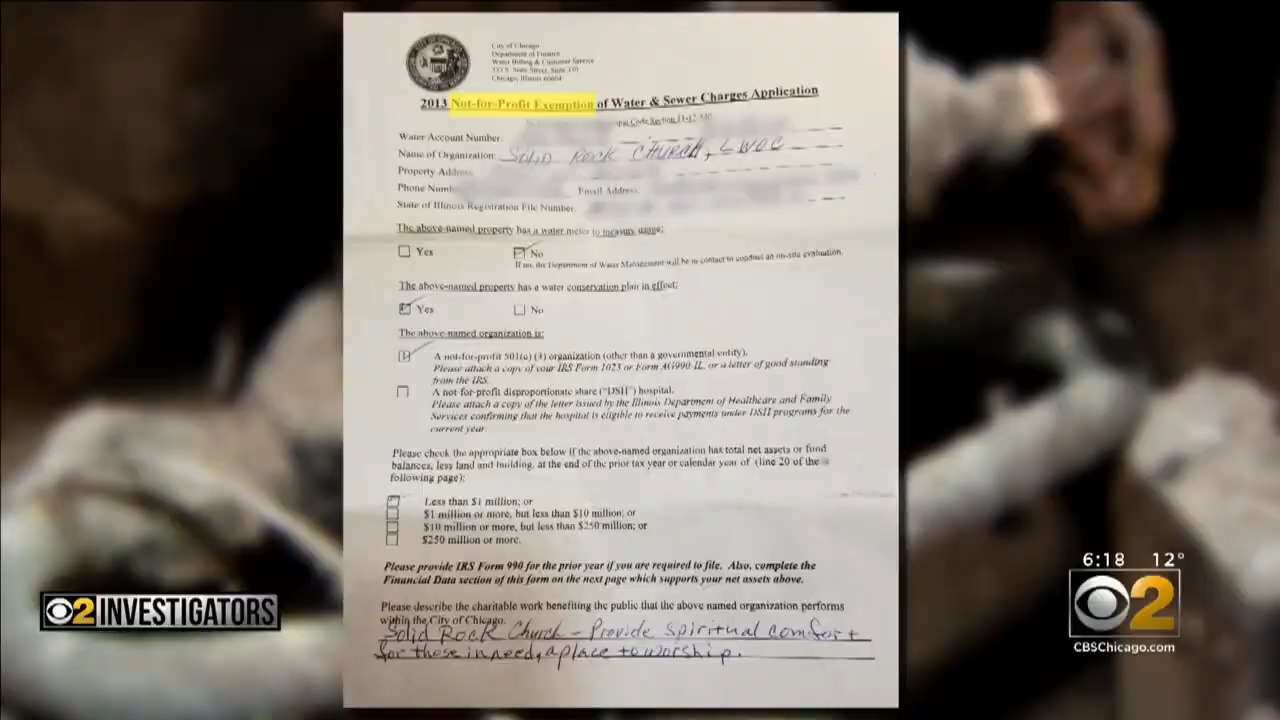 City of Chicago
Department of Finance
Water Billing & Customer Service
333 S. State Street, Suite 330
Chicago, Illinois 60604
2013 Not-for-Profit Exemption of Water & Sewer Charges Application
Code Section 11-12-540
Water Account Number:
Name of Organization: SOLID ROCK CHURCH, LWOC
Property Address
Phone Numb Email Address:
State of Illinois Registration File Number
The above-named property has a water meter to measure usage:
Yes No
If no, the Department of Water Management will be in contact to conduct an on-site evaluation.
The above-named property has a water conservation plan in effect:
Yes No
The above-named organization is:
A not-for-profit 501(c) (3) organization (other than a governmental entity).
Please attach a copy of your IRS Form 1023 or Form AG990-IL, or a letter of good standing
from the IRS.
A not-for-profit disproportionate share ("DSH") hospital.
Please attach a copy of the letter issued by the Illinois Department of Healthcare and Family
Services confirming that the hospital is eligible to receive payments under DSH programs for the
current year.
Please check the appropriate box below if the above-named organization has total net assets or fund
balances, less land and building, at the end of the prior tax year or calendar year of (line 20 of the
following page):
Less than $1 million; or
$1 million or more, but less than $10 million; or
$10 million or more, but less than $250 million; or
$250 million or more.
Please provide IRS Form 990 for the prior year if you are required to file. Also, complete the
Financial Data section of this form on the next page which supports your net assets above.
Please describe the charitable work benefiting the public that the above named organization performs
within the City of Chicago.
Solid Rock Church - Provide Spiritual comfort
for those in need, a place to worship.
2 INVESTIGATORS
6:18 12°
2
CBSChicago.com